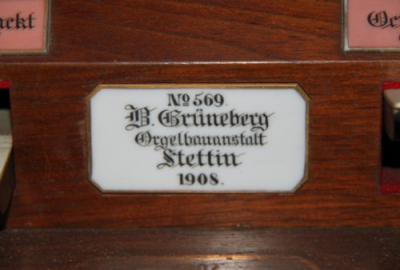 No 569.
B. Grüneberg
Orgelbauanstalt
Stettin
1908.